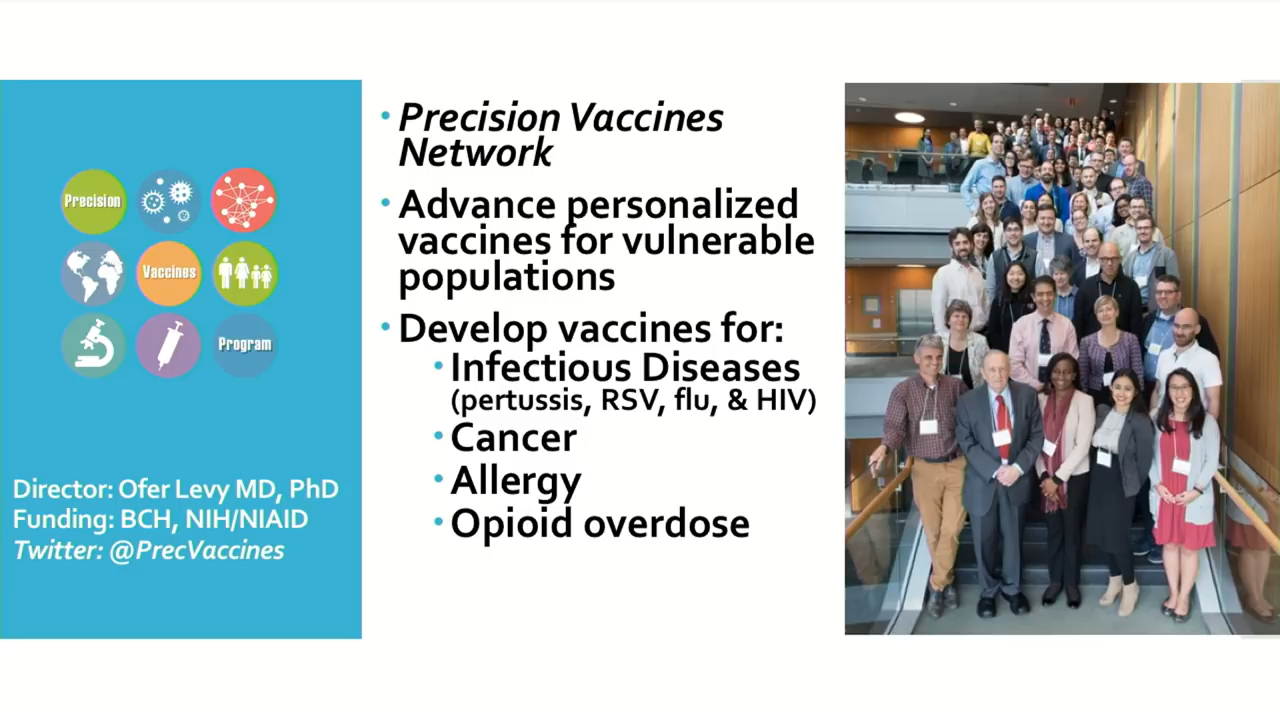 Precision
Vaccines
Program
Director: Ofer Levy MD, PhD
Funding: BCH, NIH/NIAID
Twitter: @PrecVaccines
• Precision Vaccines
Network
• Advance personalized
vaccines for vulnerable
populations
• Develop vaccines for:
• Infectious Diseases
(pertussis, RSV, flu, & HIV)
• Cancer
• Allergy
• Opioid overdose